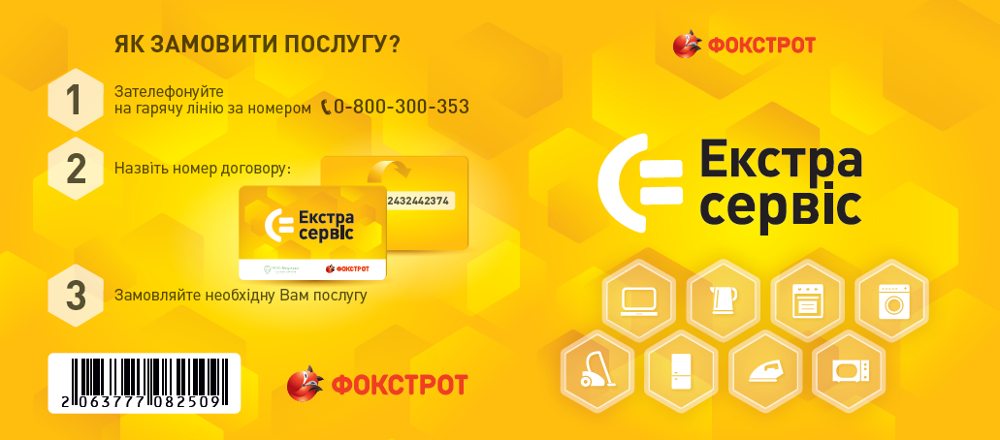 ЯК ЗАМОВИТИ ПОСЛУГУ?
1
Зателефонуйте
на гарячу лінію за номером 0-800-300-353
2
Назвіть номер договору:
2432442374
Екстра
сервіс
ФОКСТРОТ
3
Замовляйте необхідну Вам послугу
2 063777 082509
ФОКСТРОТ
ФОКСТРОТ
Екстра
сервіс